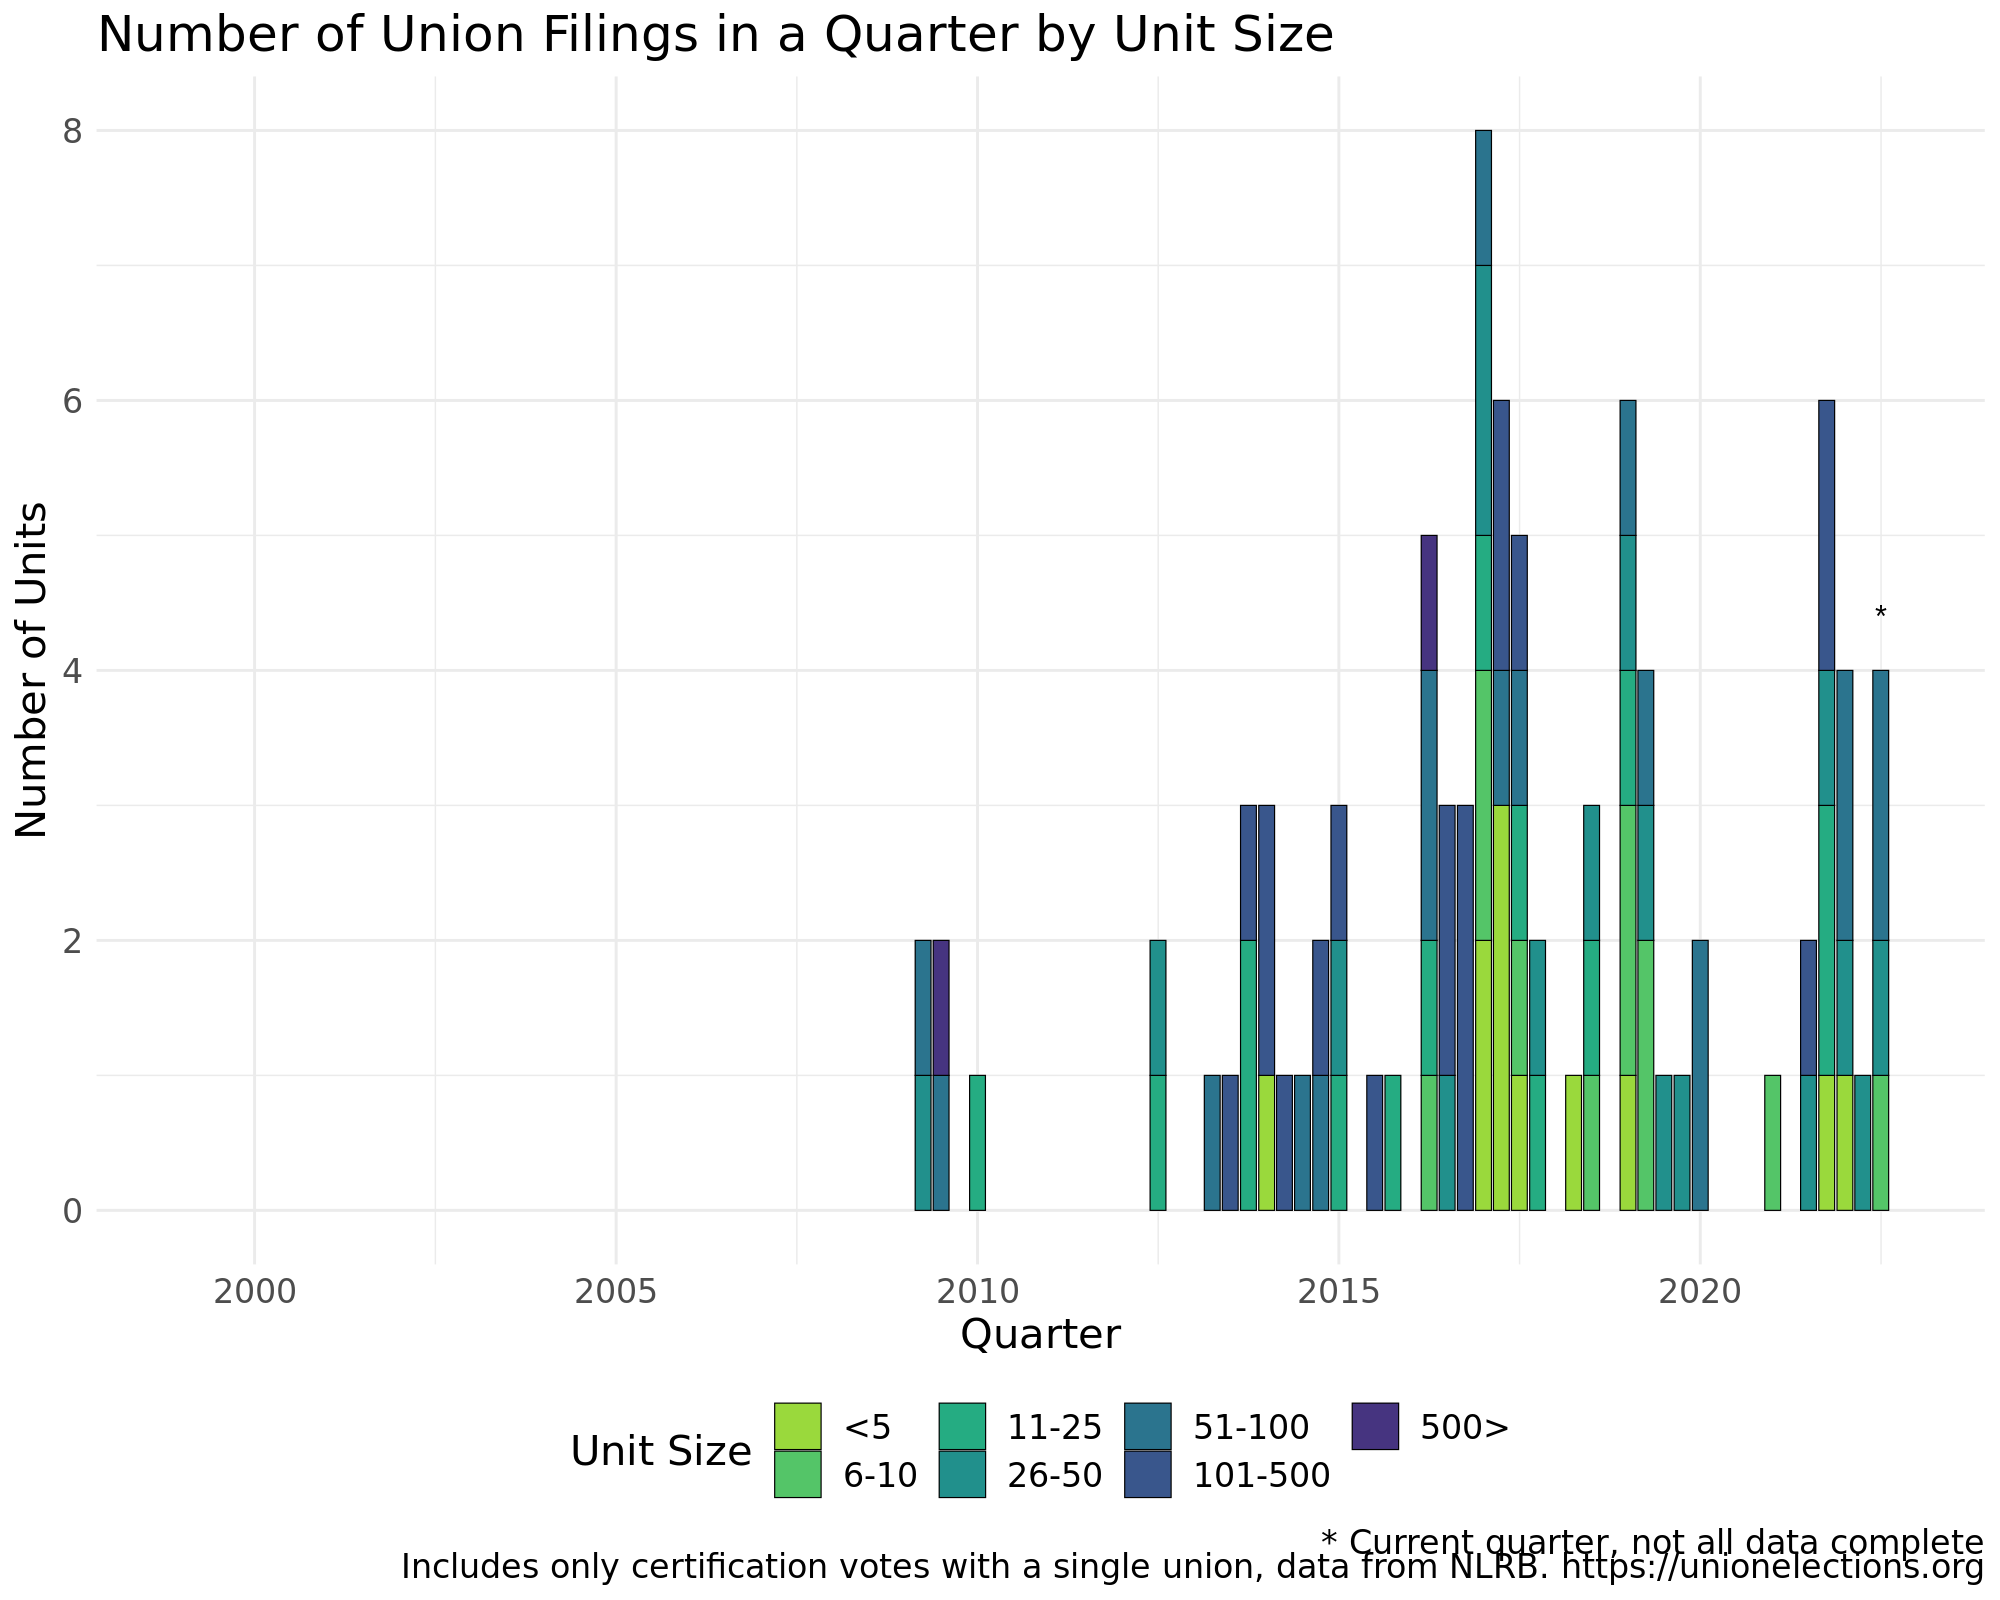 Number of Union Filings in a Quarter by Unit Size
Number of Units
8
6
4
2
0
*
2000 2005 2010 2015 2020
Quarter
Unit Size
<5 11-25 51-100 500>
6-10 26-50 101-500
* Current quarter, not all data complete
Includes only certification votes with a single union, data from NLRB. https://unionelections.org